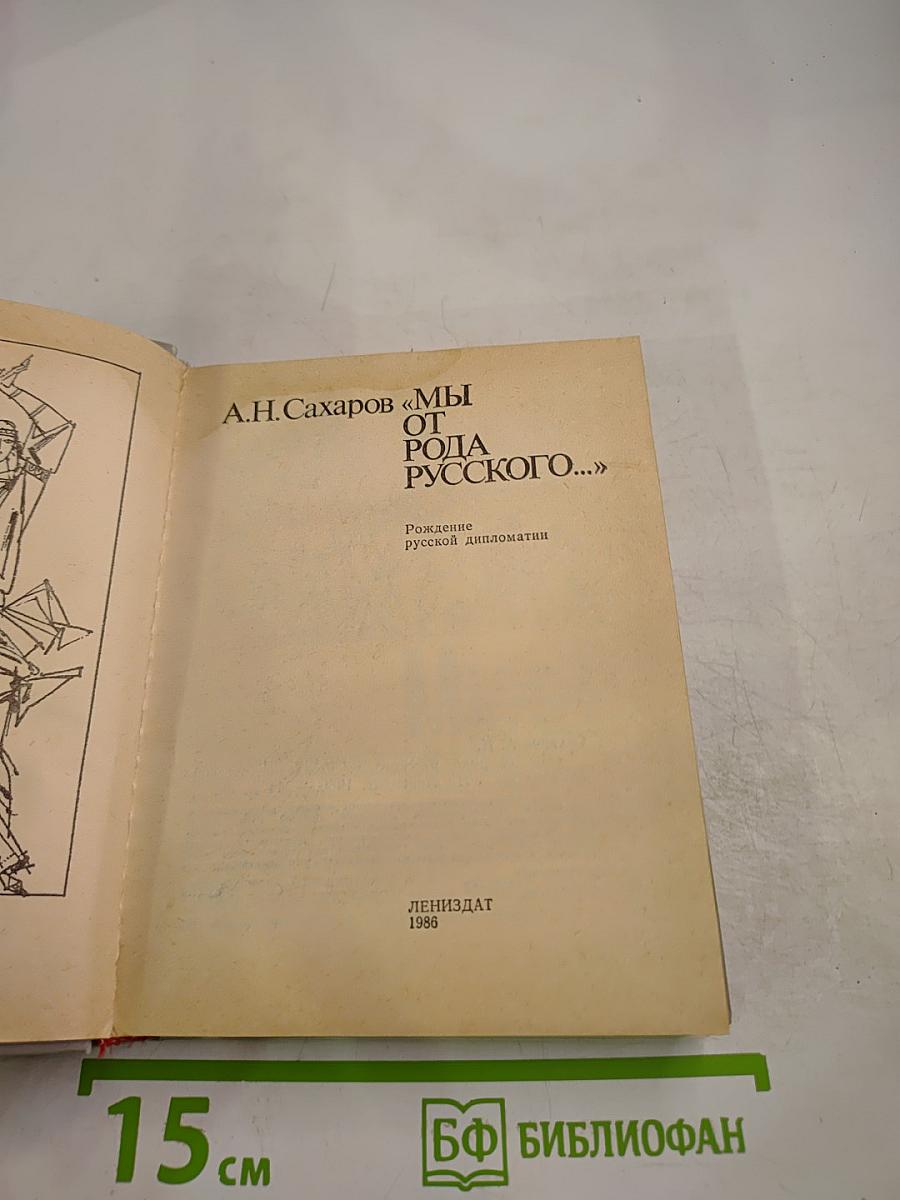 А.Н.Сахаров «МЫ
ОТ
РОДА
РУССКОГО...»
Рождение
русской дипломатии
ЛЕНИЗДАТ
1986
15 см
БФ БИБЛИОФАН